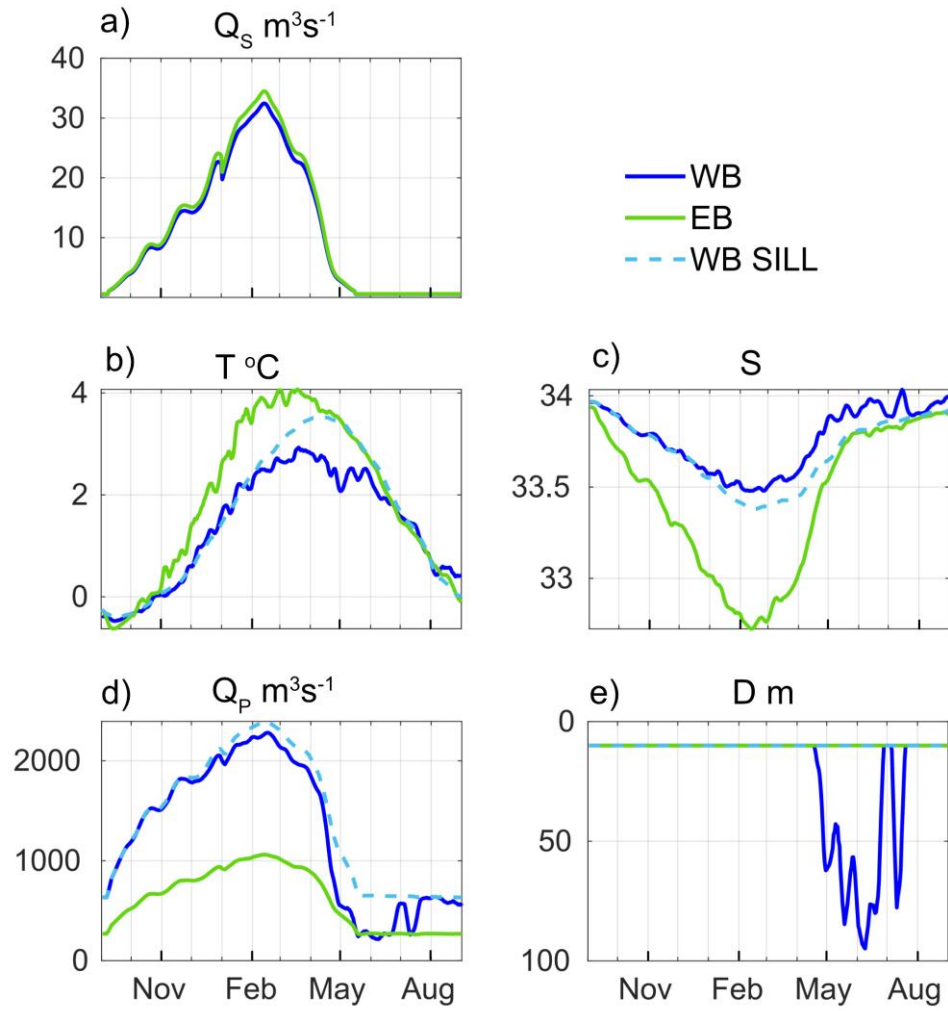 a) Q_S m³s⁻¹
40
30
20
10
WB
EB
WB SILL
b) T °C
4
2
0
c) S
34
33.5
33
d) Q_P m³s⁻¹
2000
1000
0
Nov Feb May Aug
e) D m
0
50
100
Nov Feb May Aug